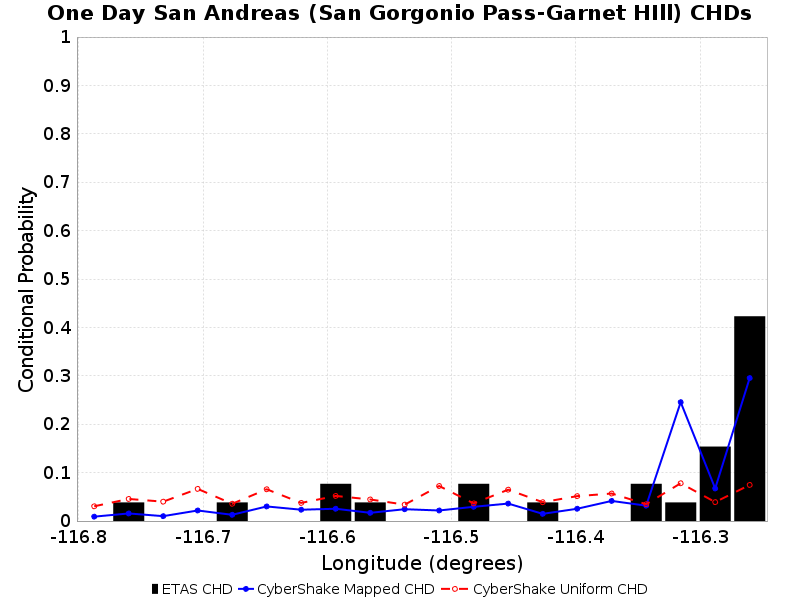 One Day San Andreas (San Gorgonio Pass-Garnet HIll) CHDs
1
0.9
0.8
0.7
0.6
0.5
0.4
0.3
0.2
0.1
0
Conditional Probability
-116.8 -116.7 -116.6 -116.5 -116.4 -116.3
Longitude (degrees)
ETAS CHD CyberShake Mapped CHD CyberShake Uniform CHD